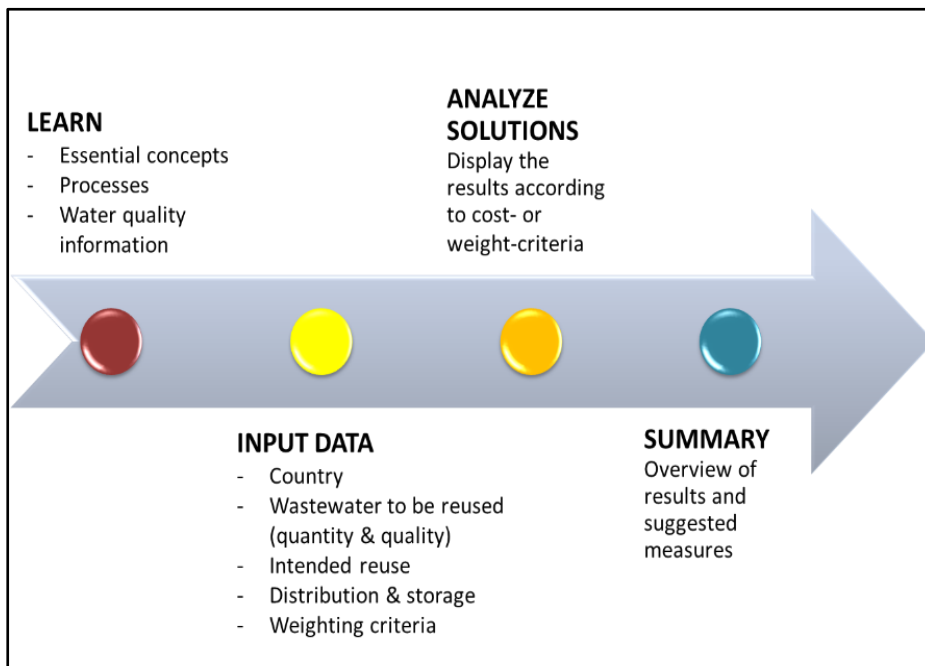 LEARN
- Essential concepts
- Processes
- Water quality
information
INPUT DATA
- Country
- Wastewater to be reused
(quantity & quality)
- Intended reuse
- Distribution & storage
- Weighting criteria
ANALYZE
SOLUTIONS
Display the
results according
to cost- or
weight-criteria
SUMMARY
Overview of
results and
suggested
measures